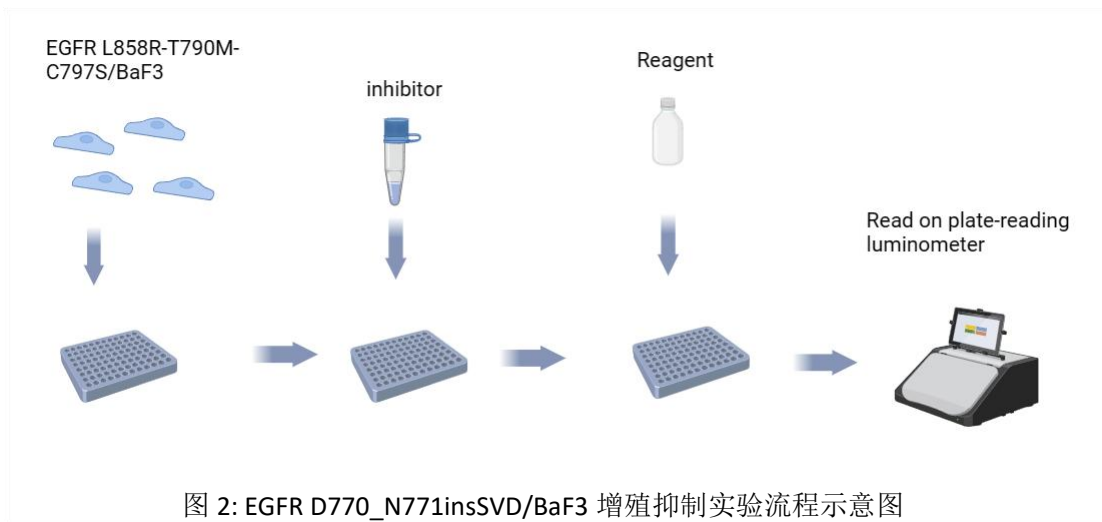 EGFR L858R-T790M-
C797S/BaF3
inhibitor
Reagent
Read on plate-reading
luminometer
图 2: EGFR D770_N771insSVD/BaF3 增殖抑制实验流程示意图